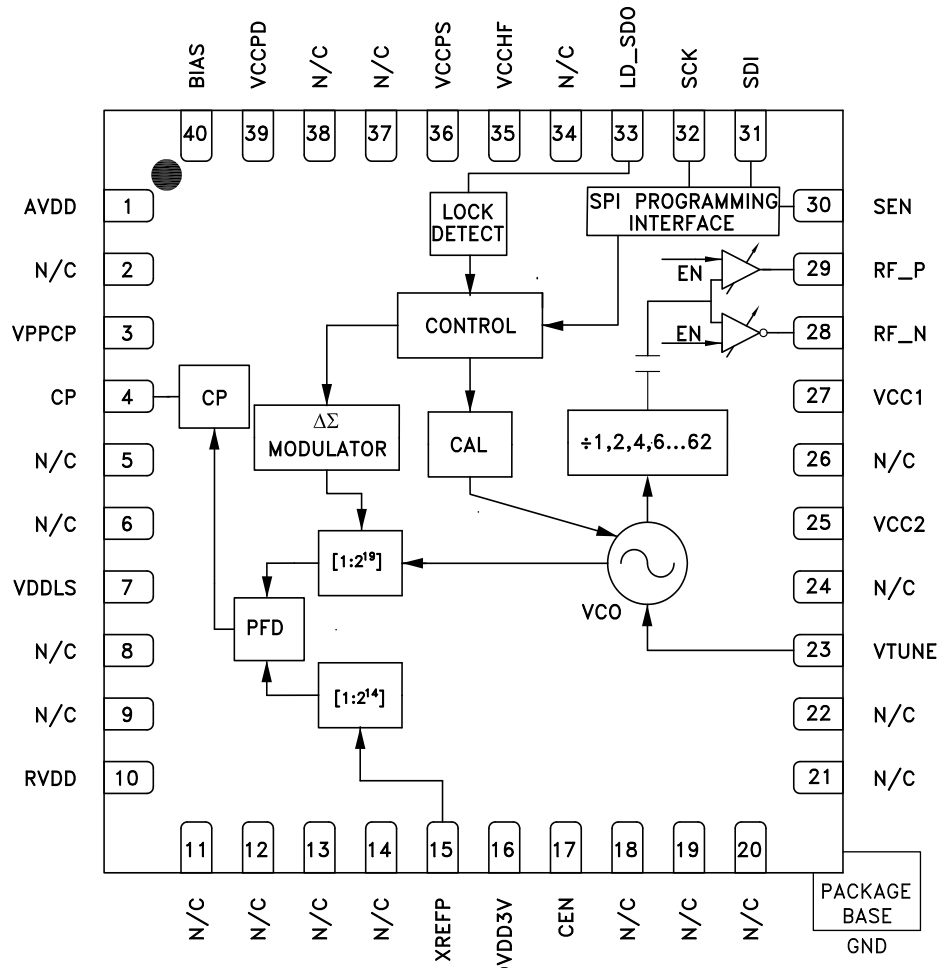 BIAS
VCCPD
N/C
N/C
VCCPS
VCCHF
N/C
LD_SDO
SCK
SDI
40
39
38
37
36
35
34
33
32
31
AVDD 1
N/C 2
VPPCP 3
CP 4
N/C 5
N/C 6
VDDLS 7
N/C 8
N/C 9
RVDD 10
LOCK
DETECT
SPI PROGRAMMING
INTERFACE
CONTROL
EN
EN
CP
ΔΣ
MODULATOR
CAL
÷1,2,4,6...62
[1:2¹⁹]
VCO
PFD
[1:2¹⁴]
30 SEN
29 RF_P
28 RF_N
27 VCC1
26 N/C
25 VCC2
24 N/C
23 VTUNE
22 N/C
21 N/C
11
12
13
14
15
16
17
18
19
20
N/C
N/C
N/C
N/C
XREFP
DVDD3V
CEN
N/C
N/C
N/C
PACKAGE
BASE
GND